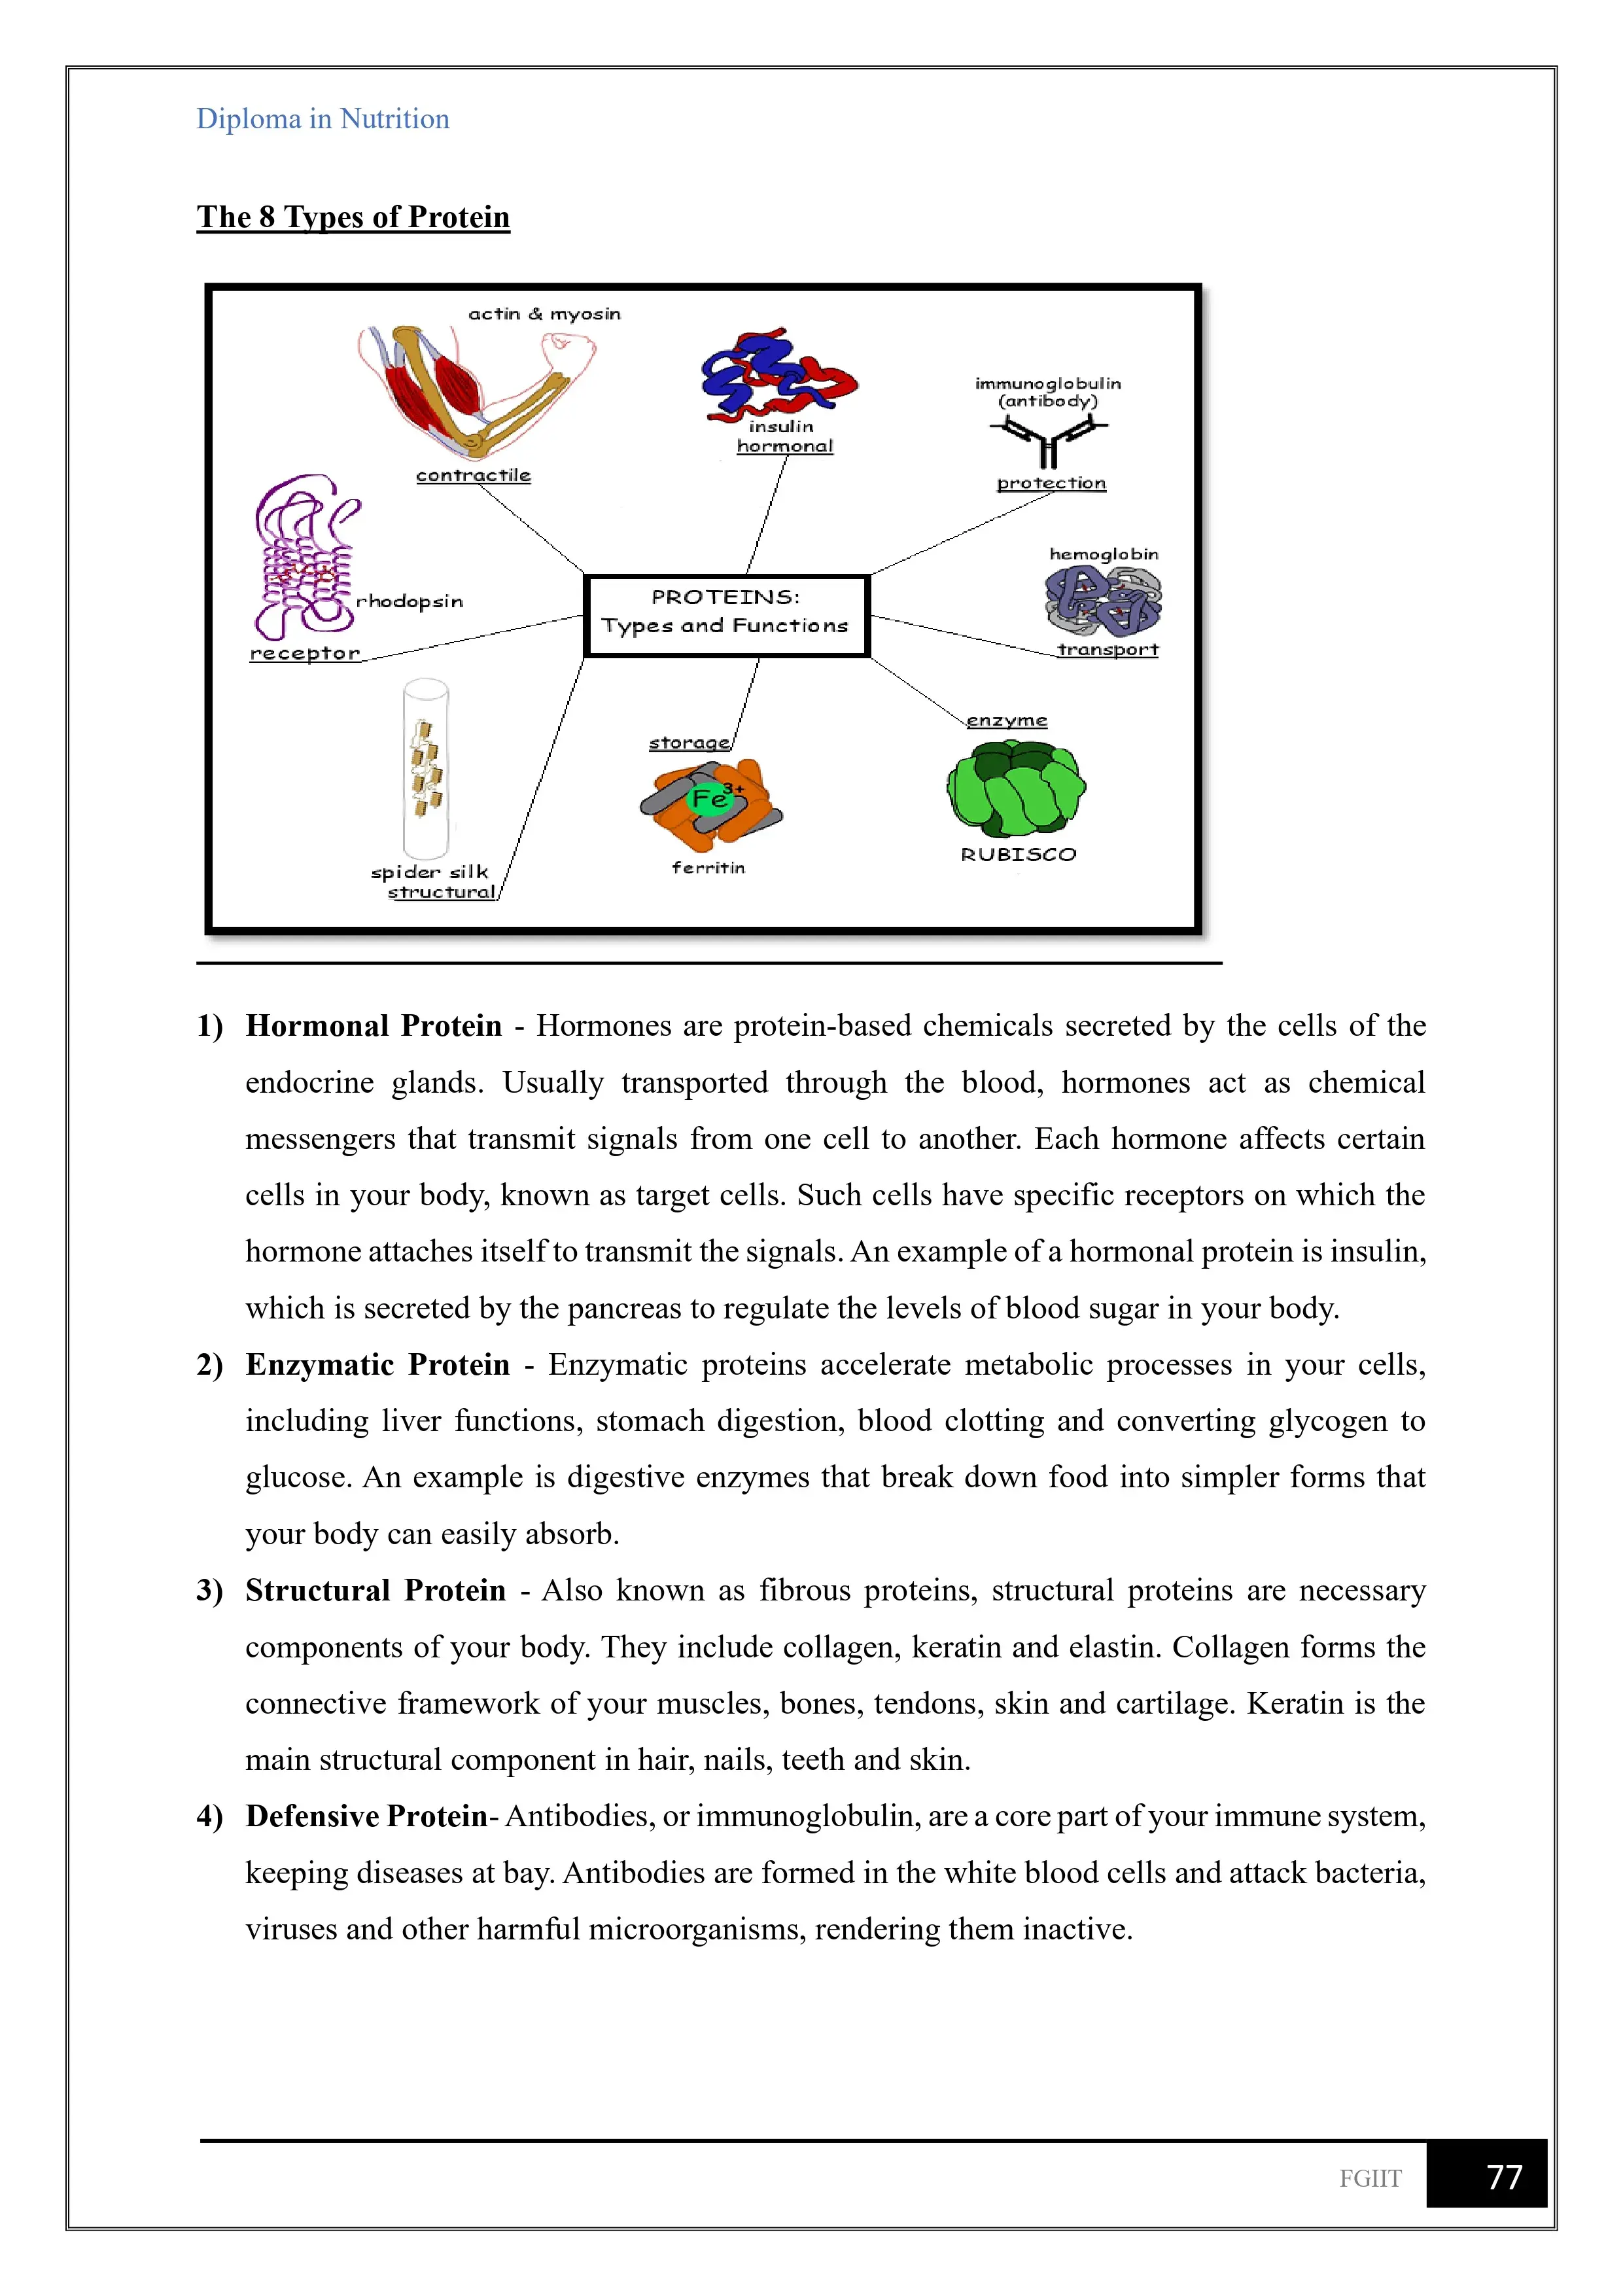 Diploma in Nutrition
The 8 Types of Protein
actin & myosin
contractile
insulin
hormonal
immunoglobulin
(antibody)
protection
rhodopsin
receptor
PROTEINS:
Types and Functions
hemoglobin
transport
spider silk
structural
storage
Fe3+
ferritin
enzyme
RUBISCO
1) Hormonal Protein - Hormones are protein-based chemicals secreted by the cells of the
endocrine glands. Usually transported through the blood, hormones act as chemical
messengers that transmit signals from one cell to another. Each hormone affects certain
cells in your body, known as target cells. Such cells have specific receptors on which the
hormone attaches itself to transmit the signals. An example of a hormonal protein is insulin,
which is secreted by the pancreas to regulate the levels of blood sugar in your body.
2) Enzymatic Protein - Enzymatic proteins accelerate metabolic processes in your cells,
including liver functions, stomach digestion, blood clotting and converting glycogen to
glucose. An example is digestive enzymes that break down food into simpler forms that
your body can easily absorb.
3) Structural Protein - Also known as fibrous proteins, structural proteins are necessary
components of your body. They include collagen, keratin and elastin. Collagen forms the
connective framework of your muscles, bones, tendons, skin and cartilage. Keratin is the
main structural component in hair, nails, teeth and skin.
4) Defensive Protein- Antibodies, or immunoglobulin, are a core part of your immune system,
keeping diseases at bay. Antibodies are formed in the white blood cells and attack bacteria,
viruses and other harmful microorganisms, rendering them inactive.
FGIIT 77